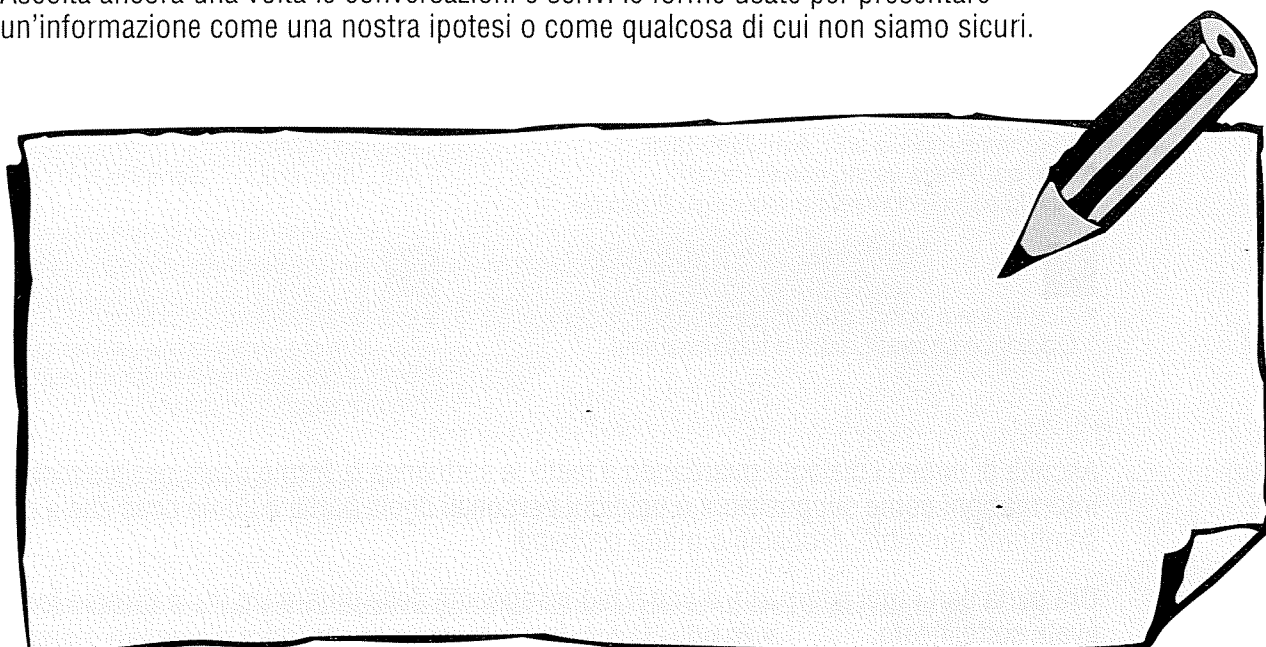 Ascolta ancora una volta le conversazioni e scrivi le forme usate per presentare
un'informazione come una nostra ipotesi o come qualcosa di cui non siamo sicuri.